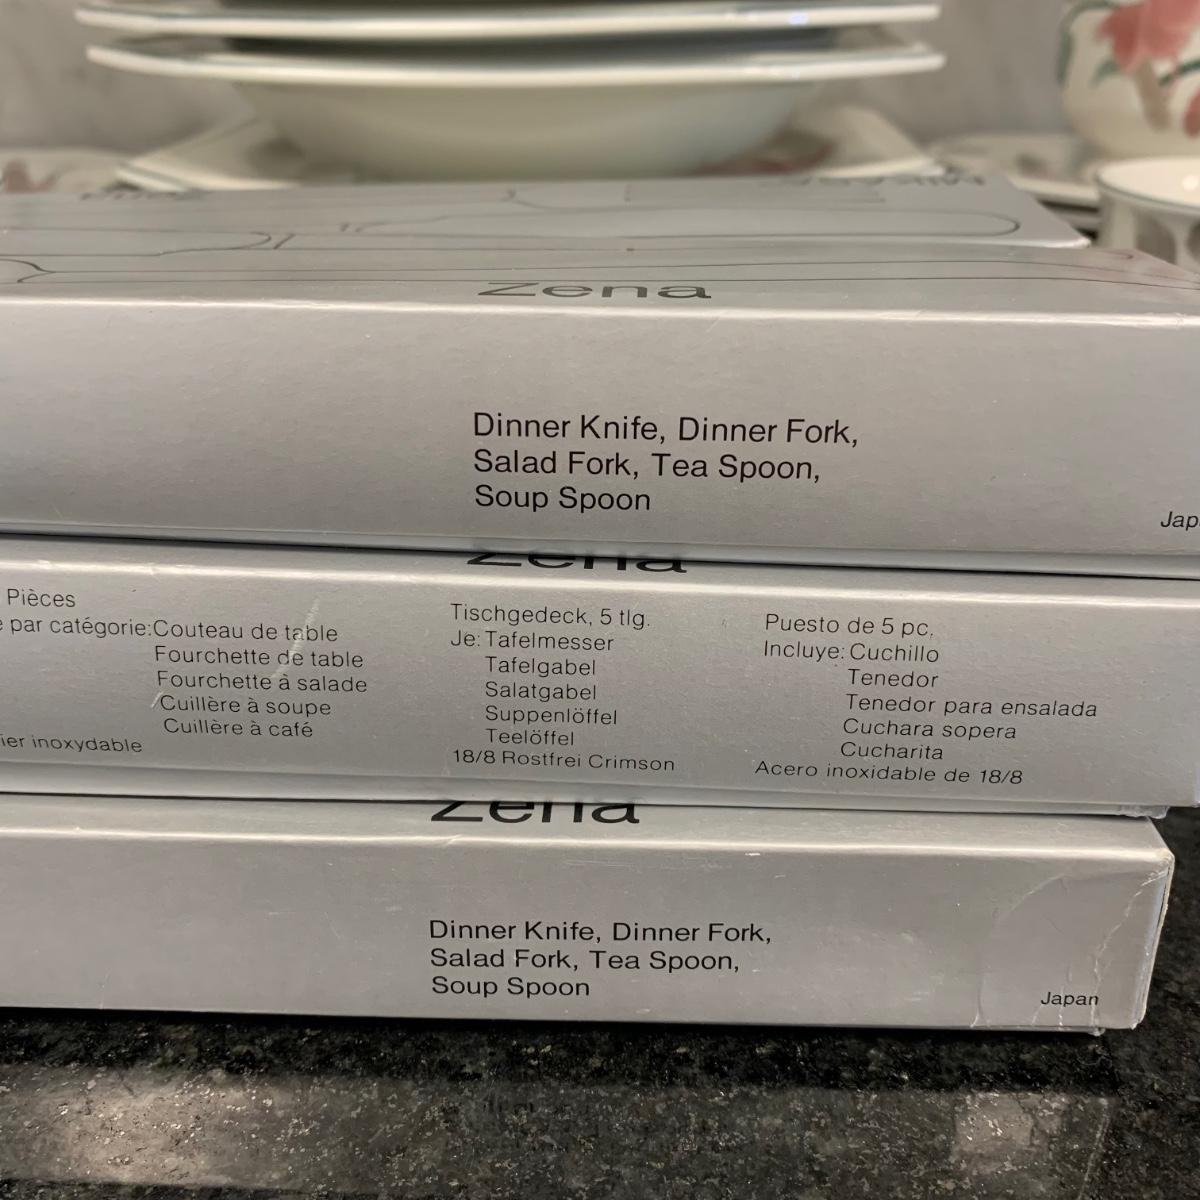 Zena
Dinner Knife, Dinner Fork,
Salad Fork, Tea Spoon,
Soup Spoon
Zena
Pièces
par catégorie: Couteau de table
Fourchette de table
Fourchette à salade
Cuillère à soupe
Cuillère à café
inoxydable
Tischgedeck, 5 tlg.
Je: Tafelmesser
Tafelgabel
Salatgabel
Suppenlöffel
Teelöffel
18/8 Rostfrei Crimson
Puesto de 5 pc.
Incluye: Cuchillo
Tenedor
Tenedor para ensalada
Cuchara sopera
Cucharita
Acero inoxidable de 18/8
Zena
Dinner Knife, Dinner Fork,
Salad Fork, Tea Spoon,
Soup Spoon
Japan